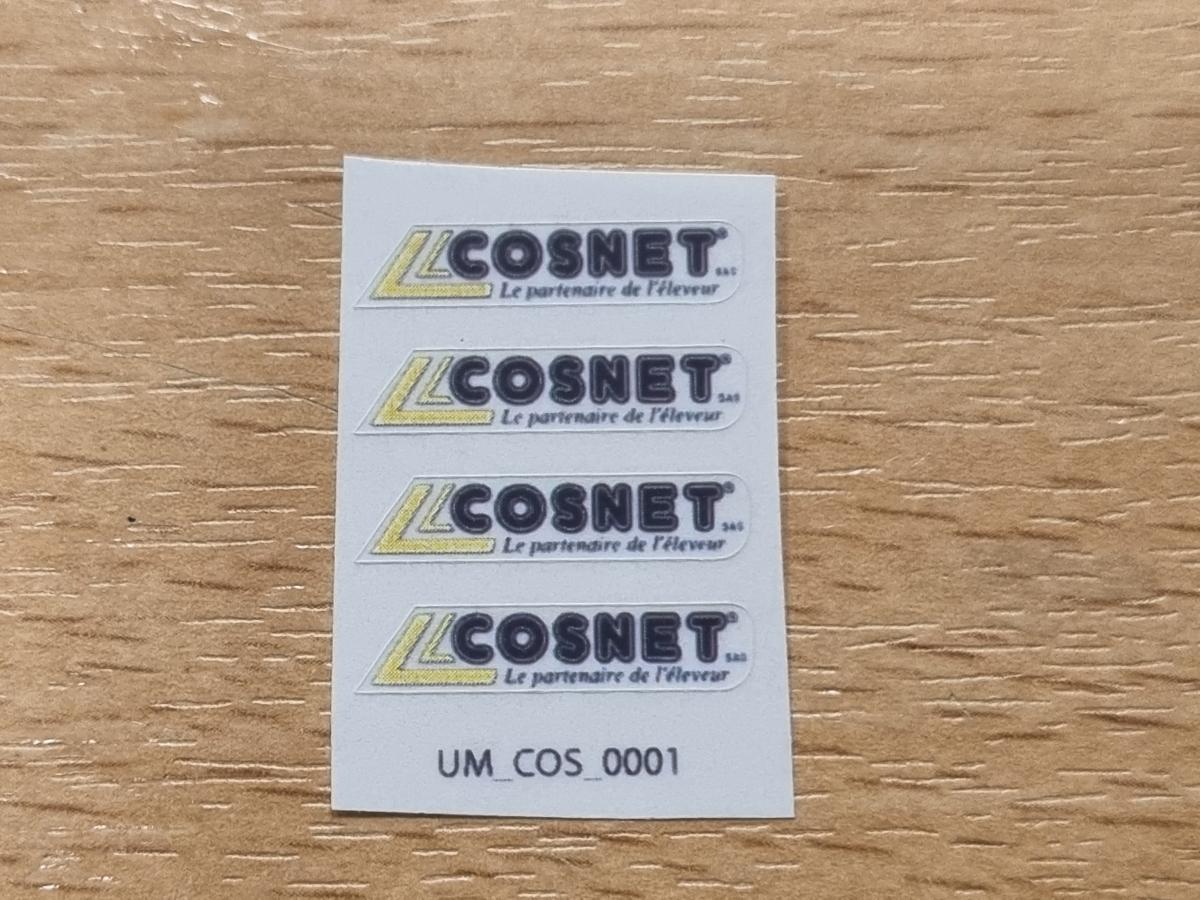 COSNET®
SAS
Le partenaire de l'éleveur
COSNET®
SAS
Le partenaire de l'éleveur
COSNET®
SAS
Le partenaire de l'éleveur
COSNET®
SAS
Le partenaire de l'éleveur
UM_COS_0001